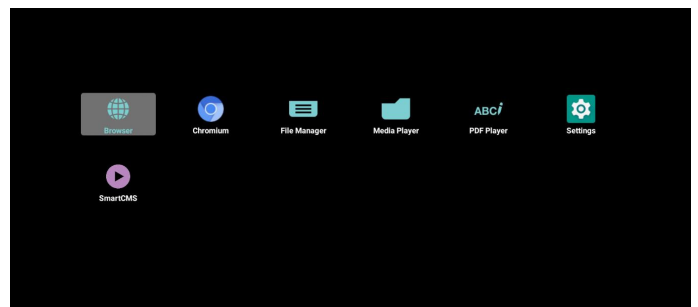 Browser
Chromium
File Manager
Media Player
ABCi
PDF Player
Settings
SmartCMS